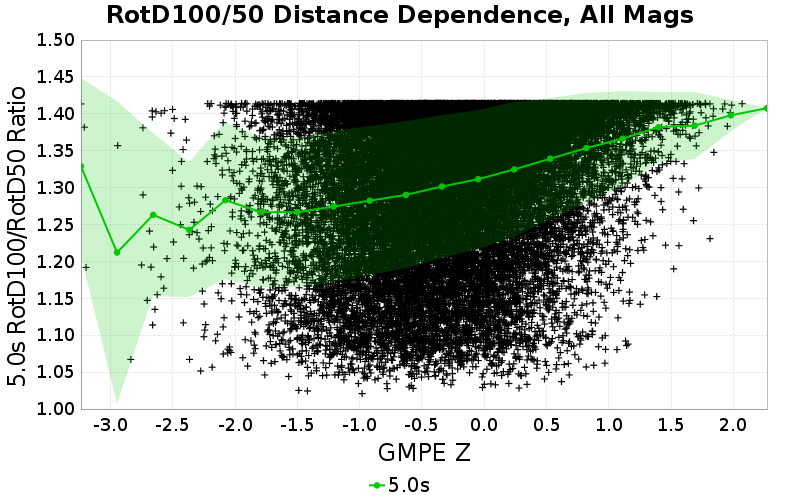 RotD100/50 Distance Dependence, All Mags
5.0s RotD100/RotD50 Ratio
1.50
1.45
1.40
1.35
1.30
1.25
1.20
1.15
1.10
1.05
1.00
-3.0 -2.5 -2.0 -1.5 -1.0 -0.5 0.0 0.5 1.0 1.5 2.0
GMPE Z
5.0s